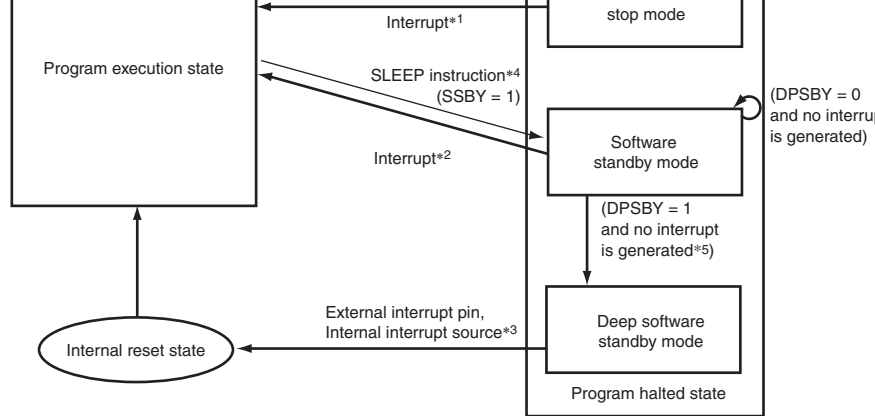 stop mode
Interrupt*1
Program execution state
SLEEP instruction*4
(SSBY = 1)
Interrupt*2
Software
standby mode
(DPSBY = 0
and no interrup
is generated)
(DPSBY = 1
and no interrupt
is generated*5)
External interrupt pin,
Internal interrupt source*3
Deep software
standby mode
Internal reset state
Program halted state